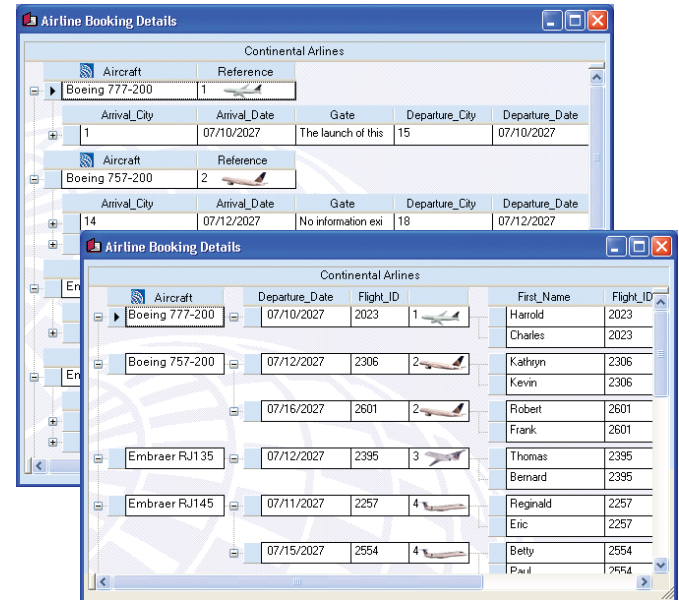 Airline Booking Details
Continental Arlines
Aircraft Reference
Boeing 777-200 1
Arrival_City Arrival_Date Gate Departure_City Departure_Date
1 07/10/2027 The launch of this 15 07/10/2027
Aircraft Reference
Boeing 757-200 2
Arrival_City Arrival_Date Gate Departure_City Departure_Date
14 07/12/2027 No information exi 18 07/12/2027
En
En
Airline Booking Details
Continental Arlines
Aircraft Departure_Date Flight_ID First_Name Flight_ID
Boeing 777-200 07/10/2027 2023 1 Harrold 2023
Charles 2023
Boeing 757-200 07/12/2027 2306 2 Kathryn 2306
Kevin 2306
07/16/2027 2601 2 Robert 2601
Frank 2601
Embraer RJ135 07/12/2027 2395 3 Thomas 2395
Bernard 2395
Embraer RJ145 07/11/2027 2257 4 Reginald 2257
Eric 2257
07/15/2027 2554 4 Betty 2554
Paul 2554